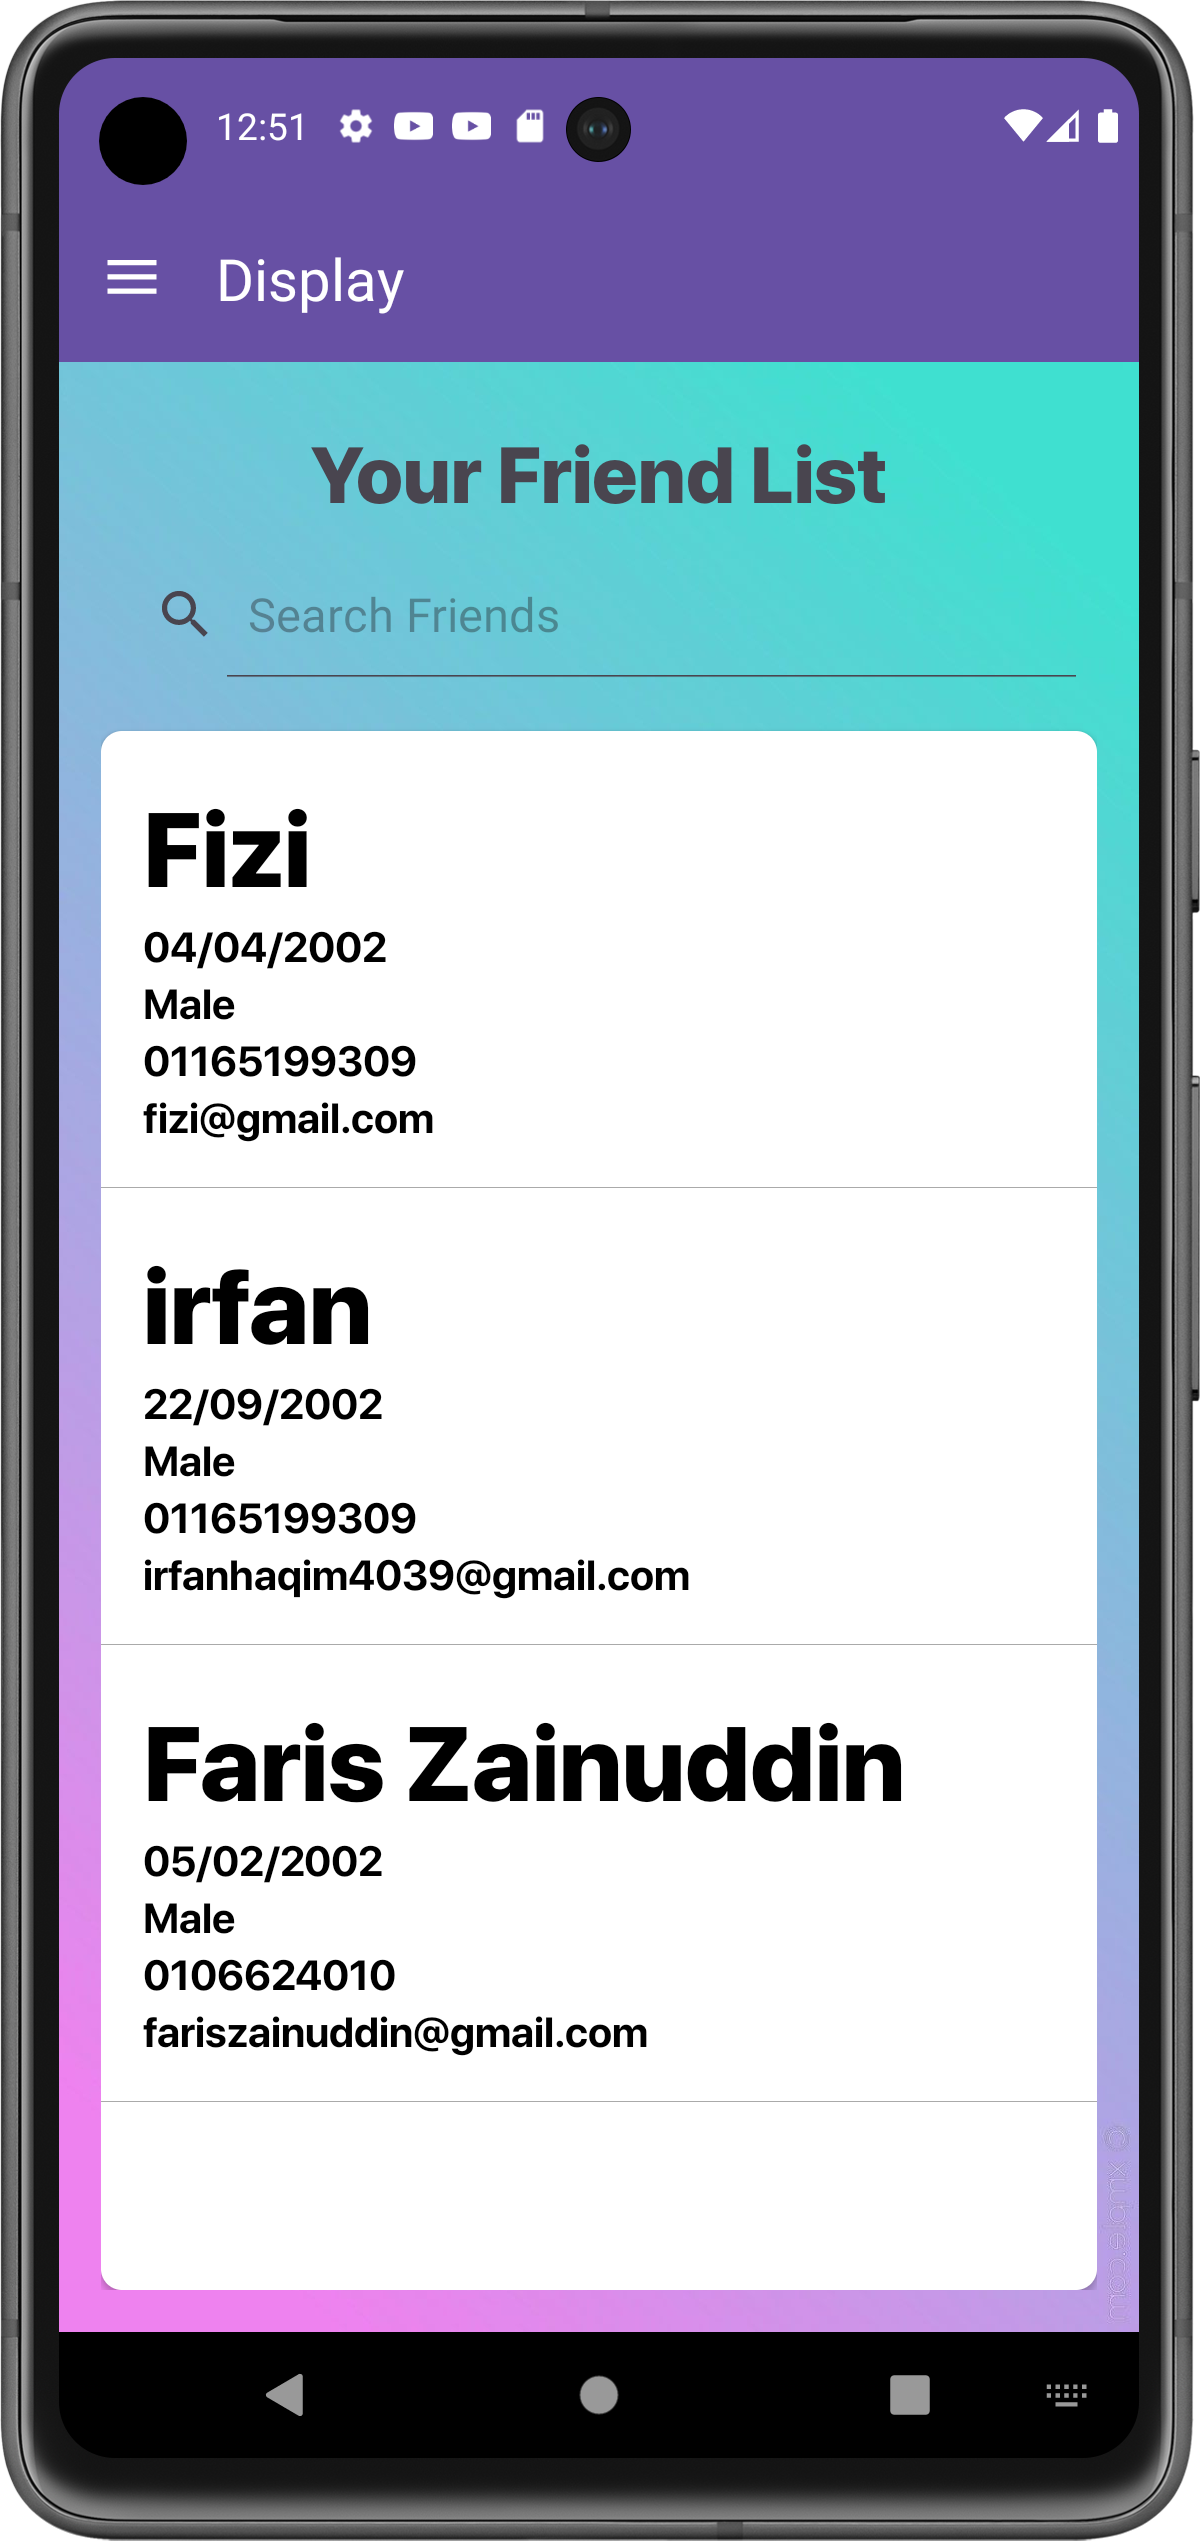 12:51
Display
Your Friend List
Search Friends
Fizi
04/04/2002
Male
01165199309
fizi@gmail.com
irfan
22/09/2002
Male
01165199309
irfanhaqim4039@gmail.com
Faris Zainuddin
05/02/2002
Male
0106624010
fariszainuddin@gmail.com